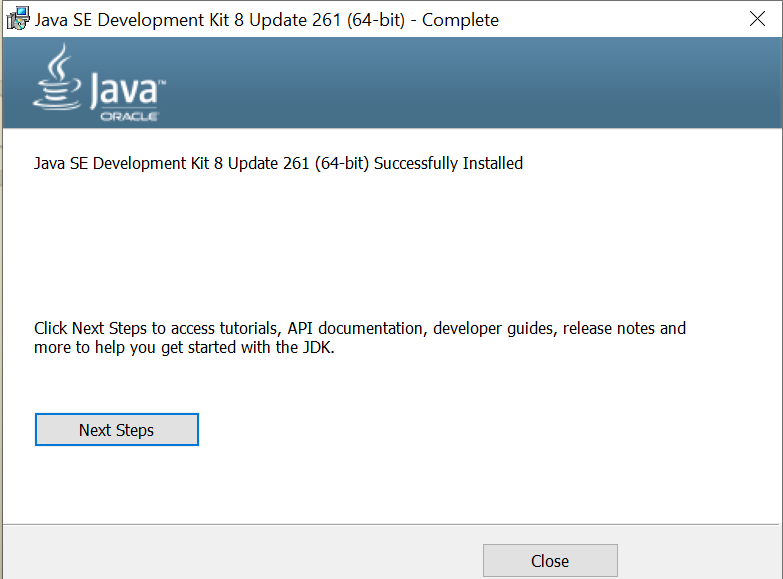 Java SE Development Kit 8 Update 261 (64-bit) - Complete
Java™
ORACLE
Java SE Development Kit 8 Update 261 (64-bit) Successfully Installed
Click Next Steps to access tutorials, API documentation, developer guides, release notes and
more to help you get started with the JDK.
Next Steps
Close